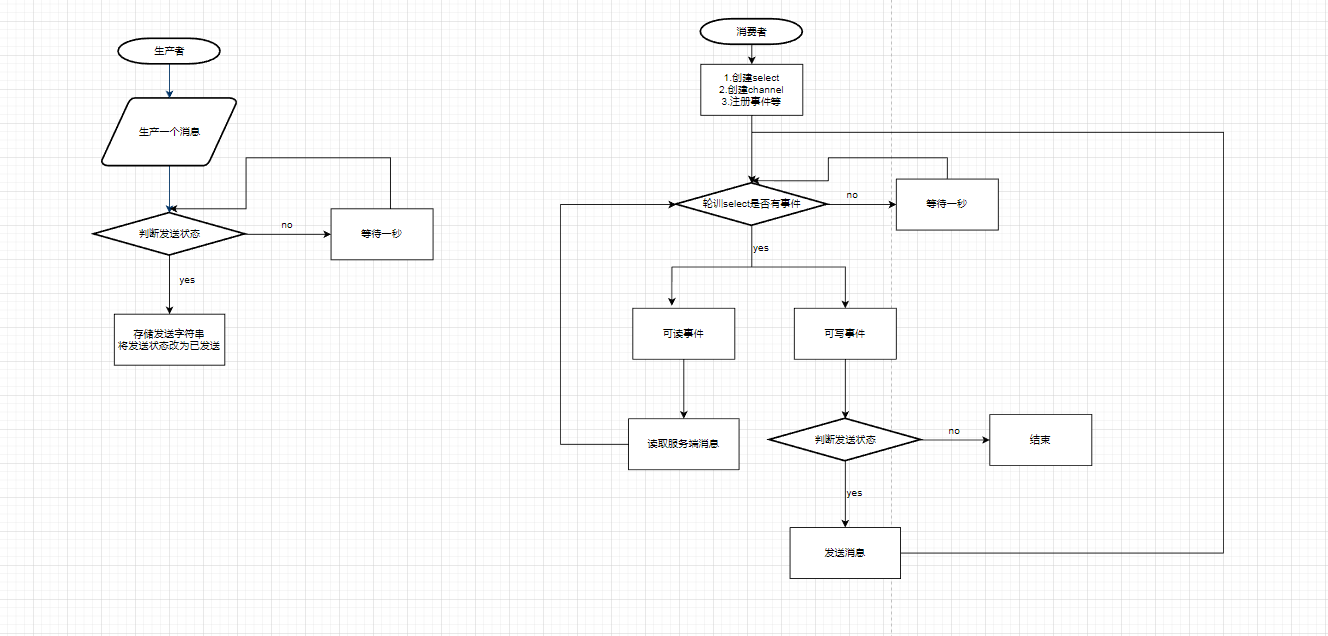 生产者
生产一个消息
判断发送状态
no
等待一秒
yes
存储发送字符串
将发送状态改为已发送
消费者
1.创建select
2.创建channel
3.注册事件等
轮训select是否有事件
no
等待一秒
yes
可读事件
可写事件
读取服务端消息
判断发送状态
no
结束
yes
发送消息